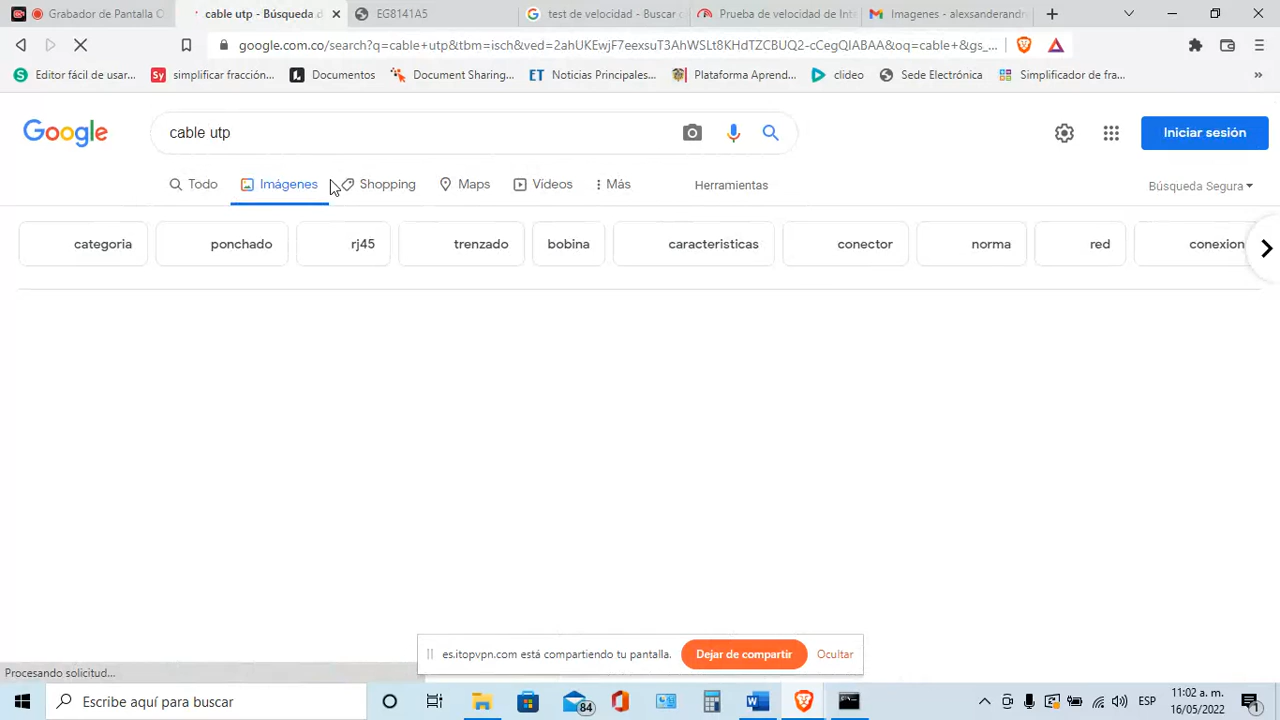 Grabador de Pantalla O
cable utp - Búsqueda d
EG8141A5
test de velocidad - Buscar c
Prueba de velocidad de Inte
Imagenes - alexsanderandr
google.com.co/search?q=cable+utp&tbm=isch&ved=2ahUKEwjF7eexsuT3AhWSLt8KHdTZCBUQ2-cCegQIABAA&oq=cable+&gs_...
Editor fácil de usar...
simplificar fracción...
Documentos
Document Sharing...
ET Noticias Principales...
Plataforma Aprend...
clideo
Sede Electrónica
Simplificador de fra...
»
Google
cable utp
Iniciar sesión
Todo
Imágenes
Shopping
Maps
Videos
Más
Herramientas
Búsqueda Segura
categoria
ponchado
rj45
trenzado
bobina
caracteristicas
conector
norma
red
conexion
es.itopvpn.com está compartiendo tu pantalla.
Dejar de compartir
Ocultar
Procesando solicitud...
Escribe aquí para buscar
84
ESP
11:02 a. m.
16/05/2022
1